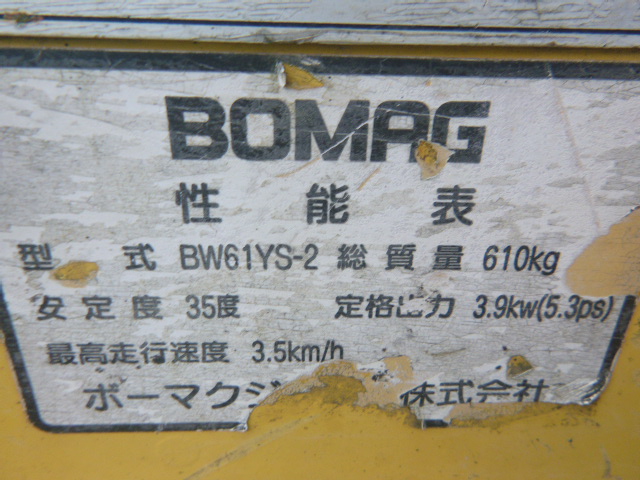 BOMAG
性能表
型式 BW61YS-2 総質量 610kg
安定度 35度 定格出力 3.9kw(5.3ps)
最高走行速度 3.5km/h
ボーマクジ 株式会社